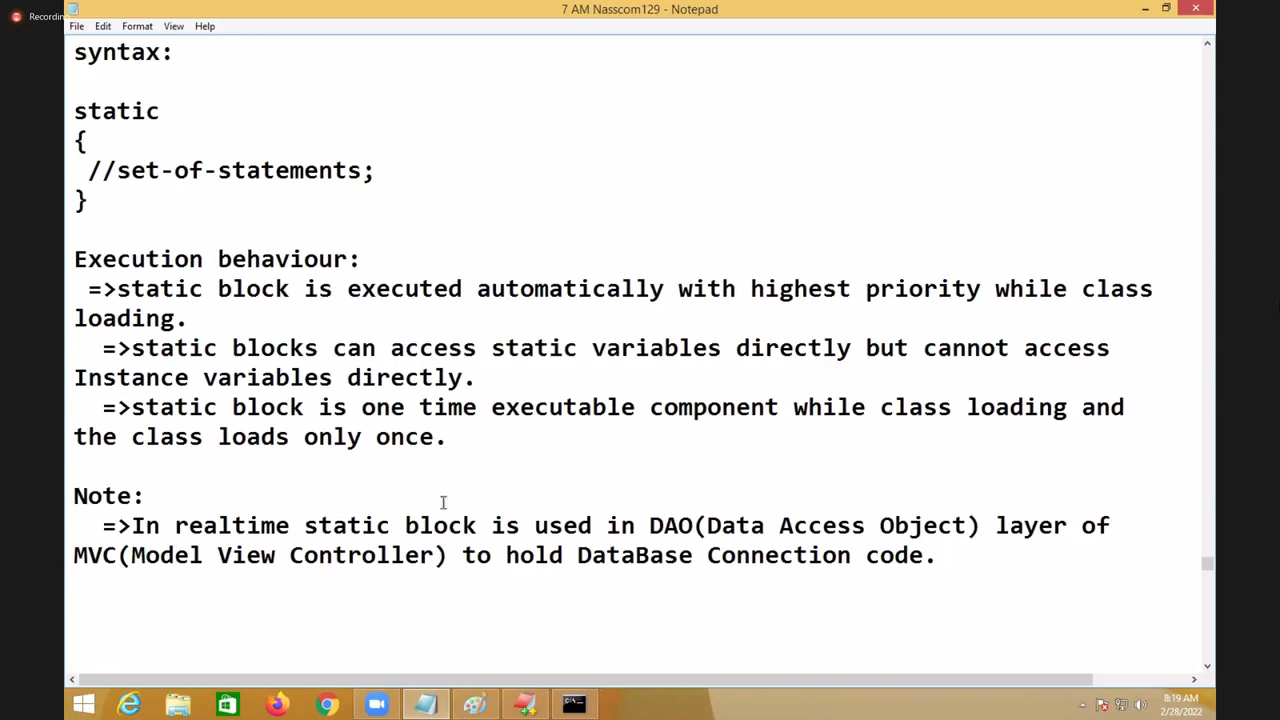 Recording
7 AM Nasscom129 - Notepad
File Edit Format View Help
syntax:
static
{
//set-of-statements;
}
Execution behaviour:
=>static block is executed automatically with highest priority while class
loading.
=>static blocks can access static variables directly but cannot access
Instance variables directly.
=>static block is one time executable component while class loading and
the class loads only once.
Note:
=>In realtime static block is used in DAO(Data Access Object) layer of
MVC(Model View Controller) to hold DataBase Connection code.
8:19 AM
2/28/2022